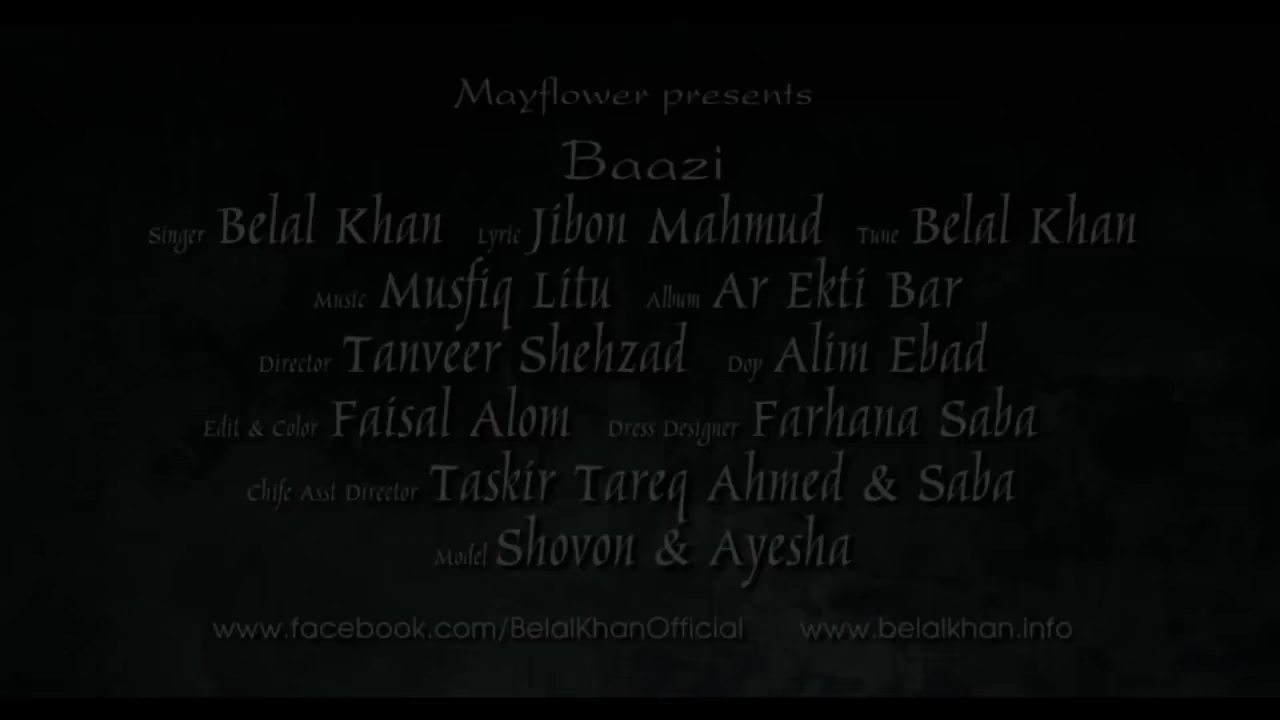 Mayflower presents
Baazi
Singer Belal Khan Lyric Jibon Mahmud Tune Belal Khan
Music Musfiq Litu Album Ar Ekti Bar
Director Tanveer Shehzad Dop Alim Ebad
Edit & Color Faisal Alom Dress Designer Farhana Saba
Chife Asst Director Taskir Tareq Ahmed & Saba
Model Shovon & Ayesha
www.facebook.com/BelalKhanOfficial www.belalkhan.info